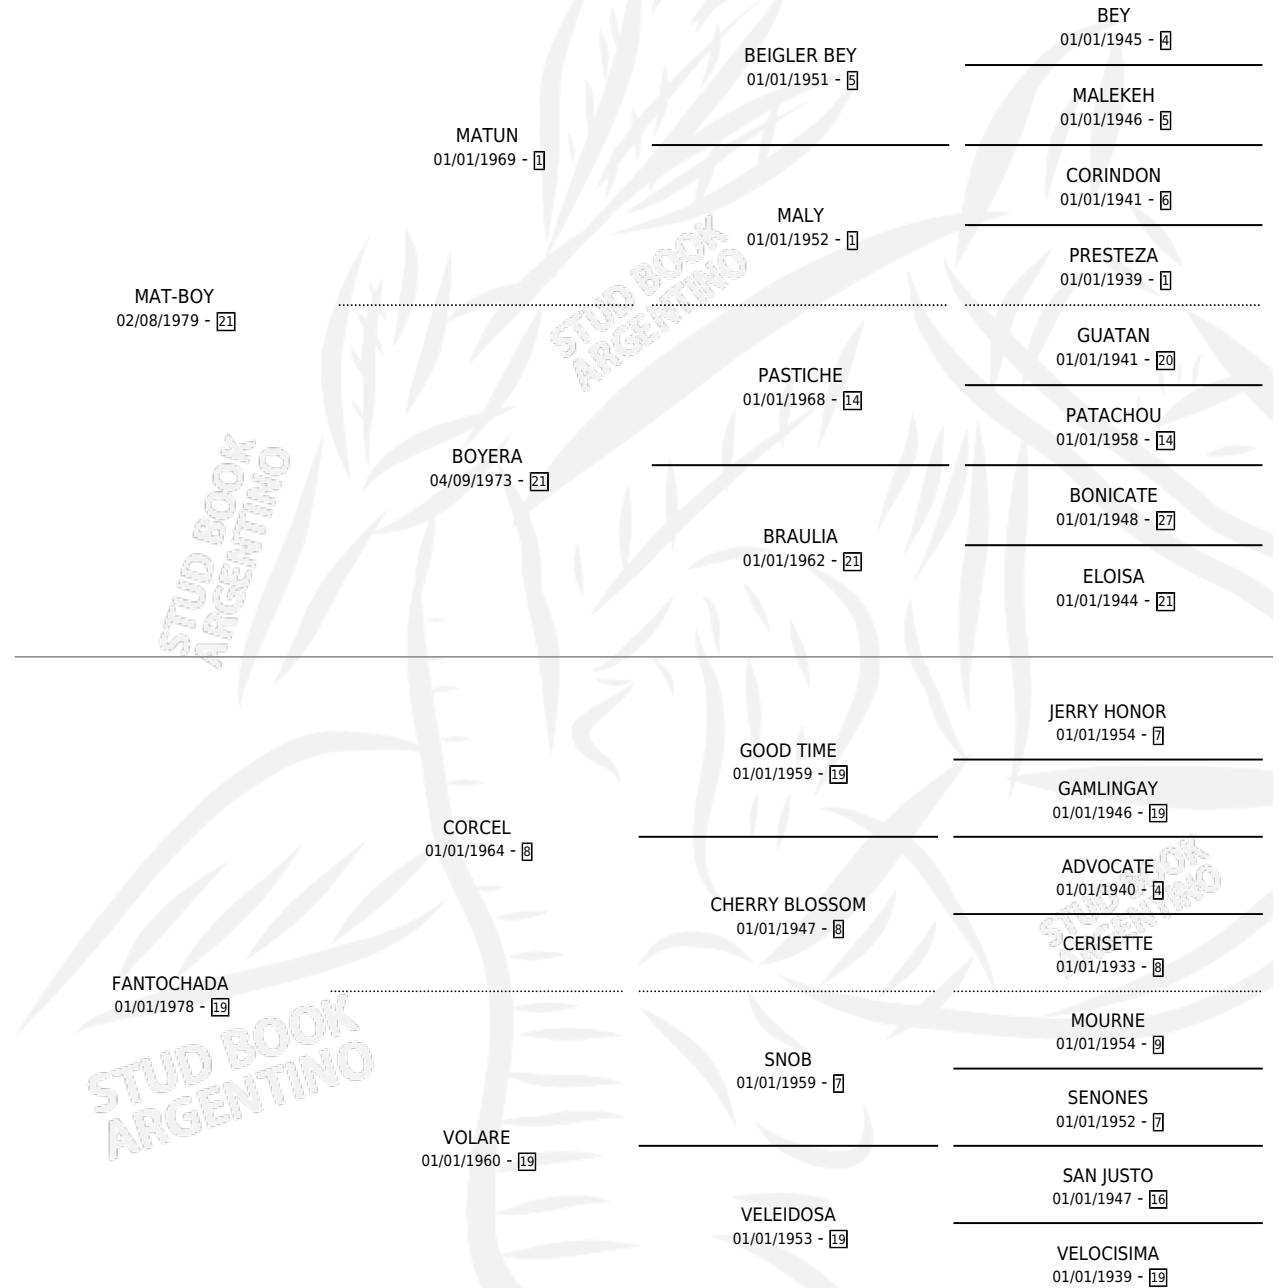 BEY
01/01/1945 - 4
BEIGLER BEY
01/01/1951 - 5
MALEKEH
01/01/1946 - 5
MATUN
01/01/1969 - 1
CORINDON
01/01/1941 - 6
MALY
01/01/1952 - 1
PRESTEZA
01/01/1939 - 1
MAT-BOY
02/08/1979 - 21
GUATAN
01/01/1941 - 20
PASTICHE
01/01/1968 - 14
PATACHOU
01/01/1958 - 14
BOYERA
04/09/1973 - 21
BONICATE
01/01/1948 - 27
BRAULIA
01/01/1962 - 21
ELOISA
01/01/1944 - 21
JERRY HONOR
01/01/1954 - 7
GOOD TIME
01/01/1959 - 19
GAMLINGAY
01/01/1946 - 19
CORCEL
01/01/1964 - 8
ADVOCATE
01/01/1940 - 4
CHERRY BLOSSOM
01/01/1947 - 8
CERISETTE
01/01/1933 - 8
FANTOCHADA
01/01/1978 - 19
MOURNE
01/01/1954 - 9
SNOB
01/01/1959 - 7
SENONES
01/01/1952 - 7
VOLARE
01/01/1960 - 19
SAN JUSTO
01/01/1947 - 16
VELEIDOSA
01/01/1953 - 19
VELOCISIMA
01/01/1939 - 19
STUD BOOK
ARGENTINO
STUD BOOK
ARGENTINO
STUD BOOK
ARGENTINO
STUD BOOK
ARGENTINO